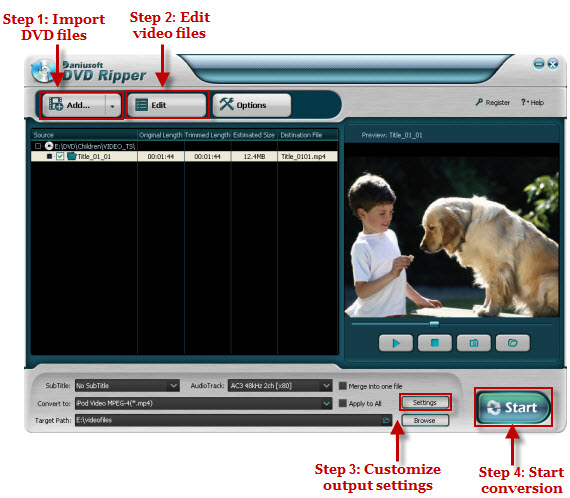 Step 1: Import
DVD files
Step 2: Edit
video files
Daniusoft
DVD Ripper
Add...
Edit
Options
Register
?Help
Source
Original Length
Trimmed Length
Estimated Size
Distination File
E:\DVD\Children\VIDEO_TS\
Title_01_01
00:01:44
00:01:44
12.4MB
Title_0101.mp4
Preview: Title_01_01
SubTitle:
No SubTitle
AudioTrack:
AC3 48kHz 2ch [x80]
Merge into one file
Convert to:
iPod Video MPEG-4(*.mp4)
Apply to All
Settings
Target Path:
E:\videofiles
Browse
Start
Step 3: Customize
output settings
Step 4: Start
conversion